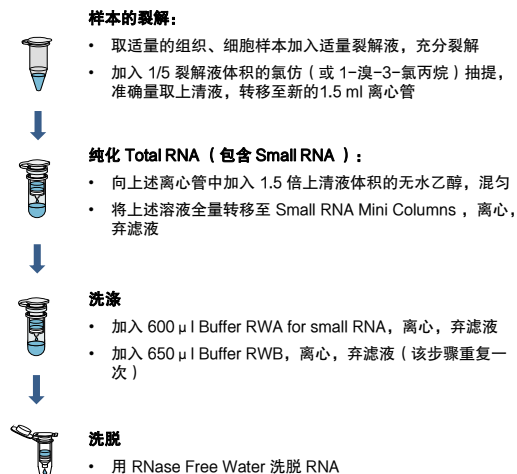 样本的裂解：
• 取适量的组织、细胞样本加入适量裂解液，充分裂解
• 加入 1/5 裂解液体积的氯仿（或 1-溴-3-氯丙烷）抽提，
准确量取上清液，转移至新的1.5 ml 离心管
纯化 Total RNA （包含 Small RNA ）：
• 向上述离心管中加入 1.5 倍上清液体积的无水乙醇，混匀
• 将上述溶液全量转移至 Small RNA Mini Columns ，离心，
弃滤液
洗涤
• 加入 600 μl Buffer RWA for small RNA，离心，弃滤液
• 加入 650 μl Buffer RWB，离心，弃滤液（该步骤重复一
次）
洗脱
• 用 RNase Free Water 洗脱 RNA